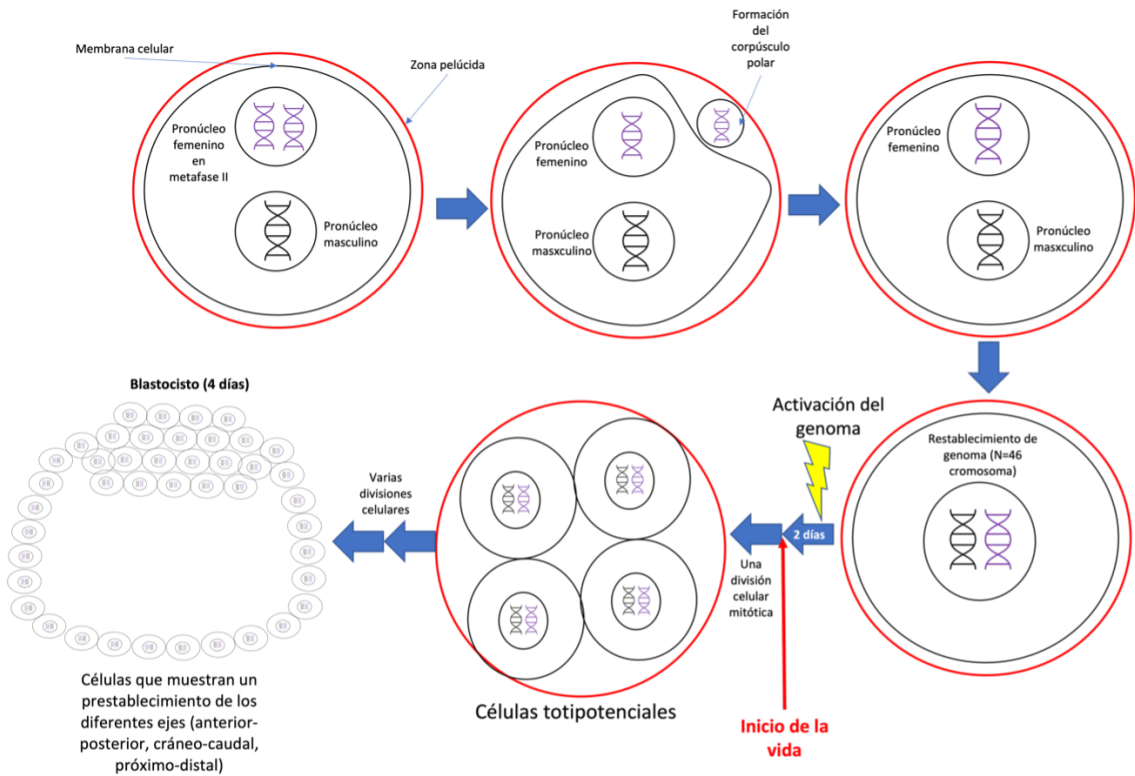 Membrana celular
Zona pelúcida
Pronúcleo
femenino
en
metafase II
Pronúcleo
masculino
Formación
del
corpúsculo
polar
Pronúcleo
femenino
Pronúcleo
masxculino
Pronúcleo
femenino
Pronúcleo
masxculino
Restablecimiento de
genoma (N=46
cromosoma)
Activación del
genoma
2 días
Una
división
celular
mitótica
Inicio de la
vida
Células totipotenciales
Varias
divisiones
celulares
Blastocisto (4 días)
Células que muestran un
prestablecimiento de los
diferentes ejes (anterior-
posterior, cráneo-caudal,
próximo-distal)